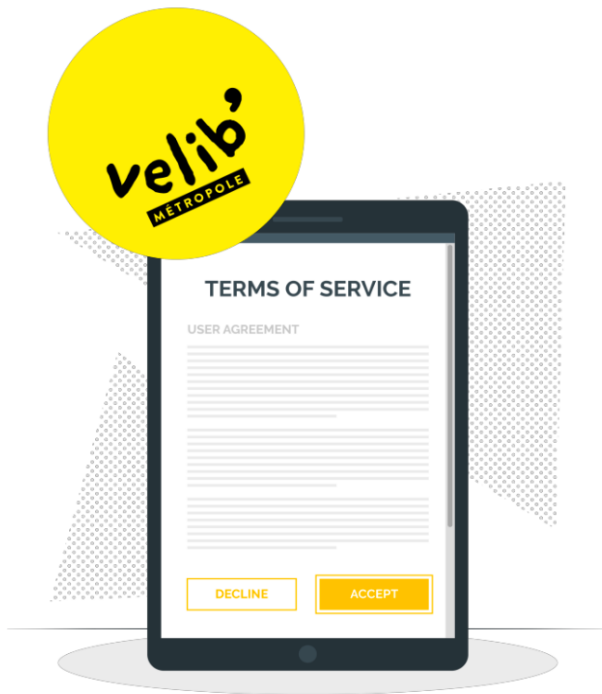 velib'
MÉTROPOLE
TERMS OF SERVICE
USER AGREEMENT
DECLINE
ACCEPT